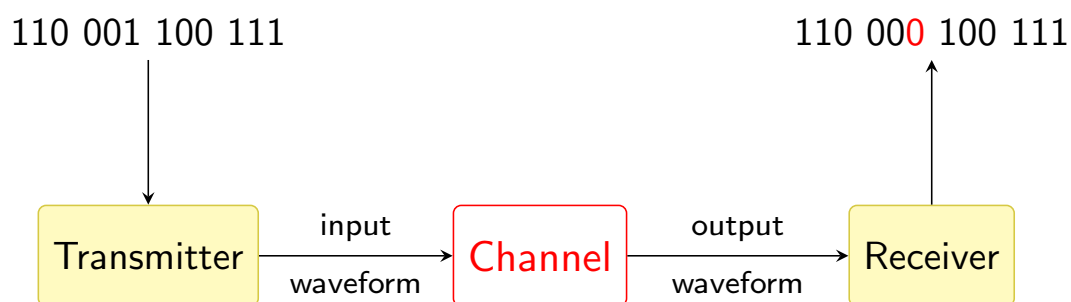 110 001 100 111
110 000 100 111
input
output
Transmitter
Channel
Receiver
waveform
waveform